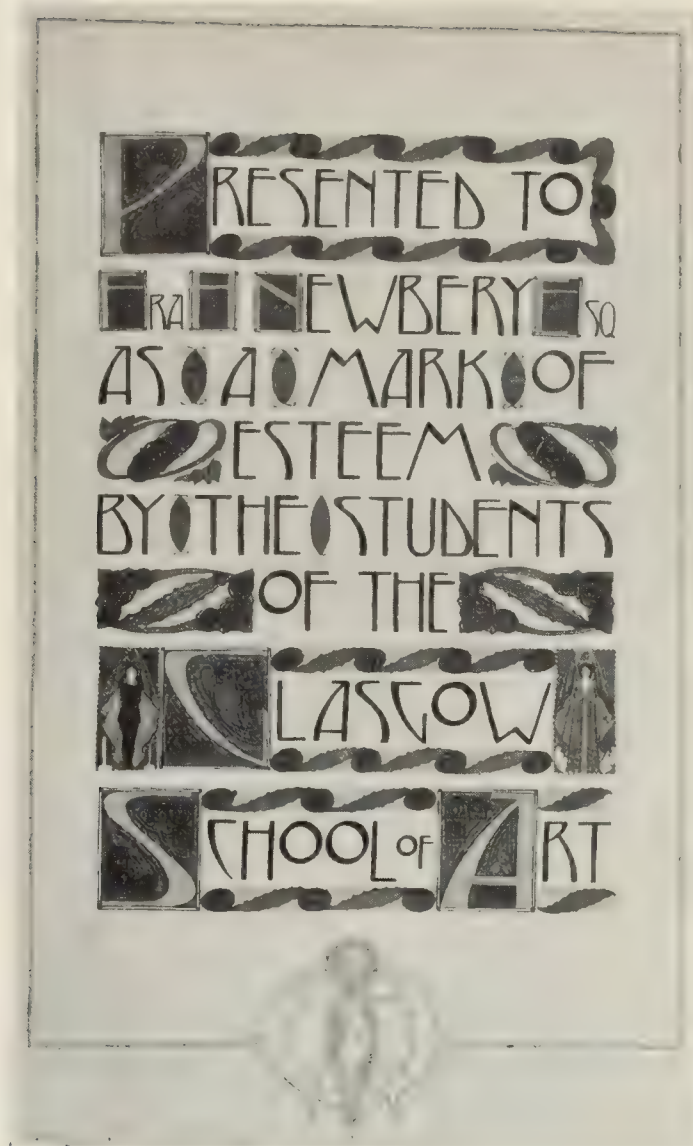 PRESENTED TO
FRA H NEWBERY ESQ
AS A MARK OF
ESTEEM
BY THE STUDENTS
OF THE
GLASGOW
SCHOOL OF ART